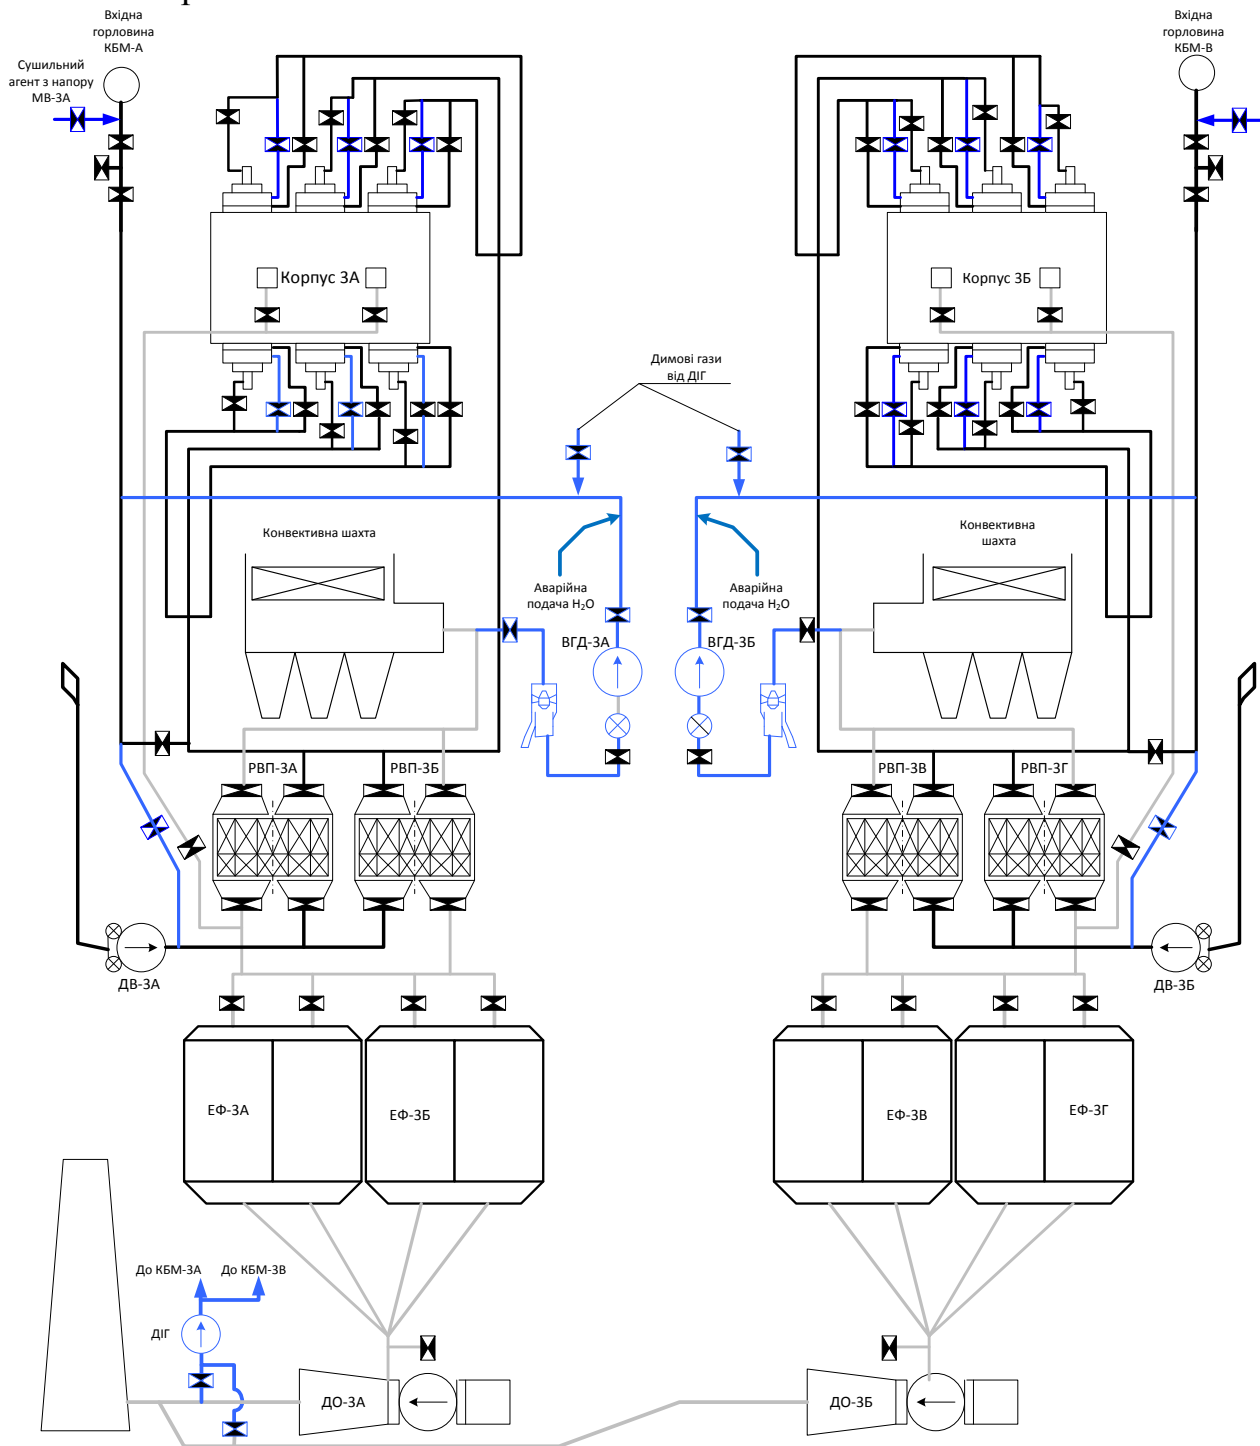 Вхідна
горловина
КБМ-А
Сушильний
агент з напору
МВ-3А
Вхідна
горловина
КБМ-В
Корпус 3А
Корпус 3Б
Димові гази
від ДІГ
Конвективна шахта
Конвективна
шахта
Аварійна
подача H₂O
Аварійна
подача H₂O
ВГД-3А
ВГД-3Б
РВП-3А
РВП-3Б
РВП-3В
РВП-3Г
ДВ-3А
ДВ-3Б
ЕФ-3А
ЕФ-3Б
ЕФ-3В
ЕФ-3Г
До КБМ-3А
До КБМ-3В
ДІГ
ДО-3А
ДО-3Б